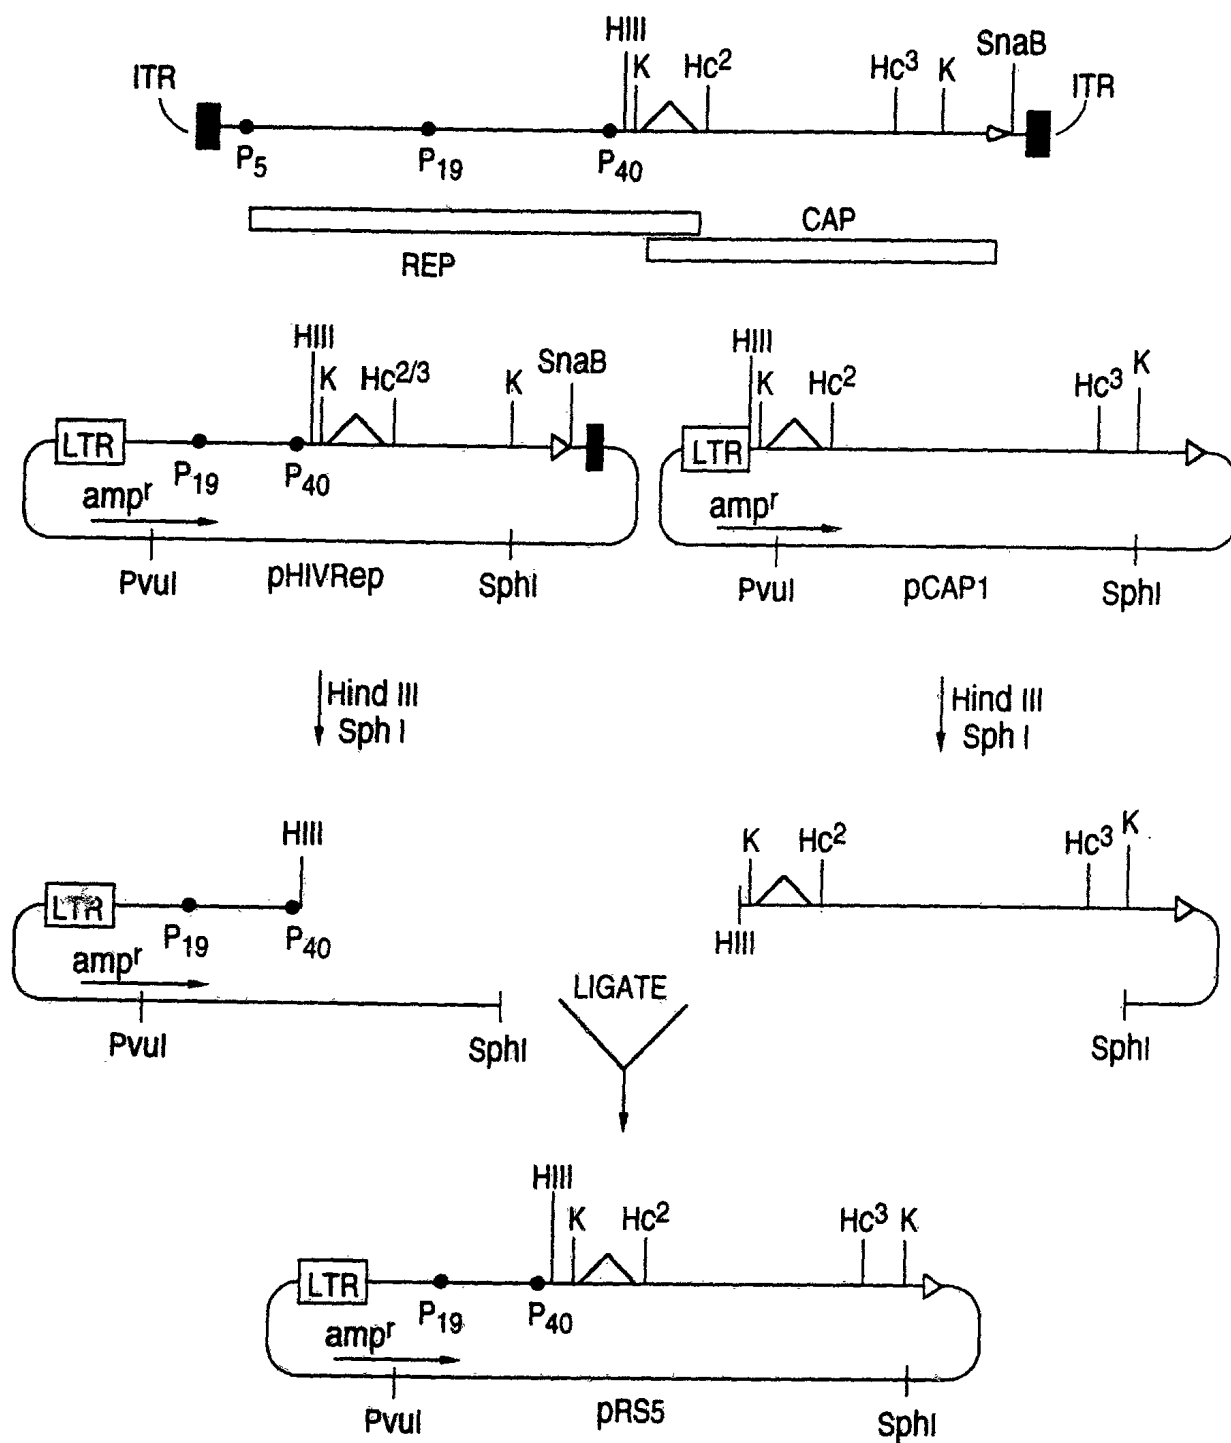 HIII
K
Hc2
Hc3
K
SnaB
ITR
ITR
P5
P19
P40
CAP
REP
HIII
K
Hc2/3
K
SnaB
LTR
P19
P40
ampr
PvuI
pHIVRep
SphI
HIII
K
Hc2
Hc3
K
LTR
ampr
PvuI
pCAP1
SphI
Hind III
Sph I
Hind III
Sph I
HIII
LTR
P19
P40
ampr
PvuI
SphI
K
Hc2
Hc3
K
HIII
SphI
LIGATE
HIII
K
Hc2
Hc3
K
LTR
P19
P40
ampr
PvuI
pRS5
SphI